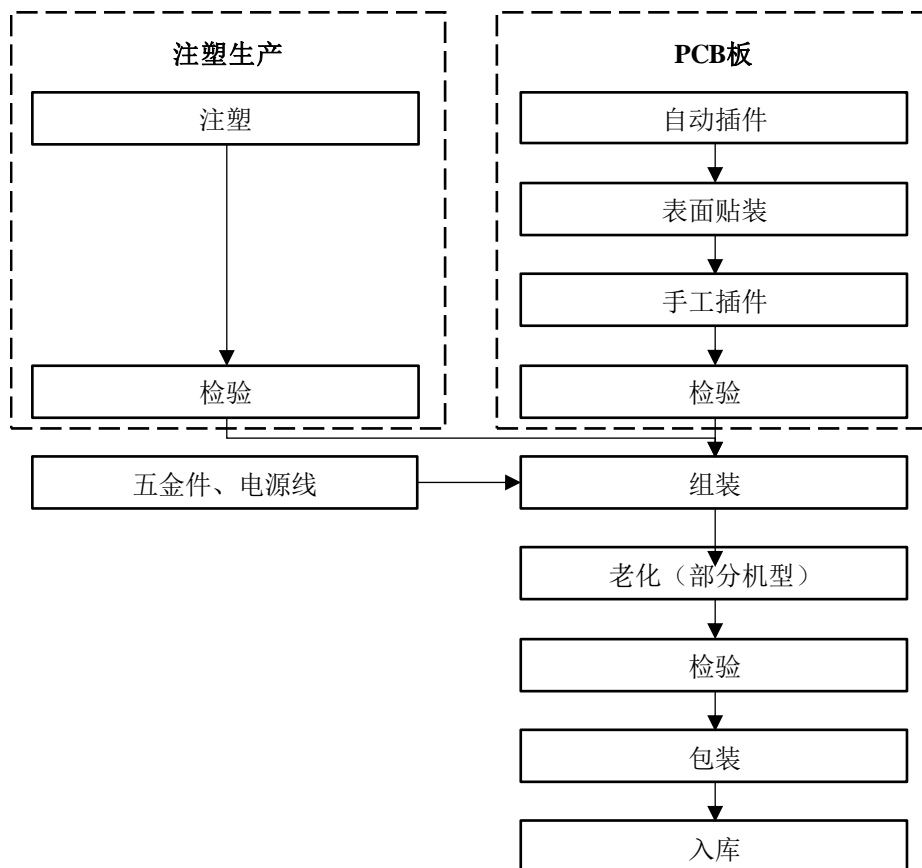 注塑生产
注塑
检验
PCB板
自动插件
表面贴装
手工插件
检验
五金件、电源线
组装
老化（部分机型）
检验
包装
入库